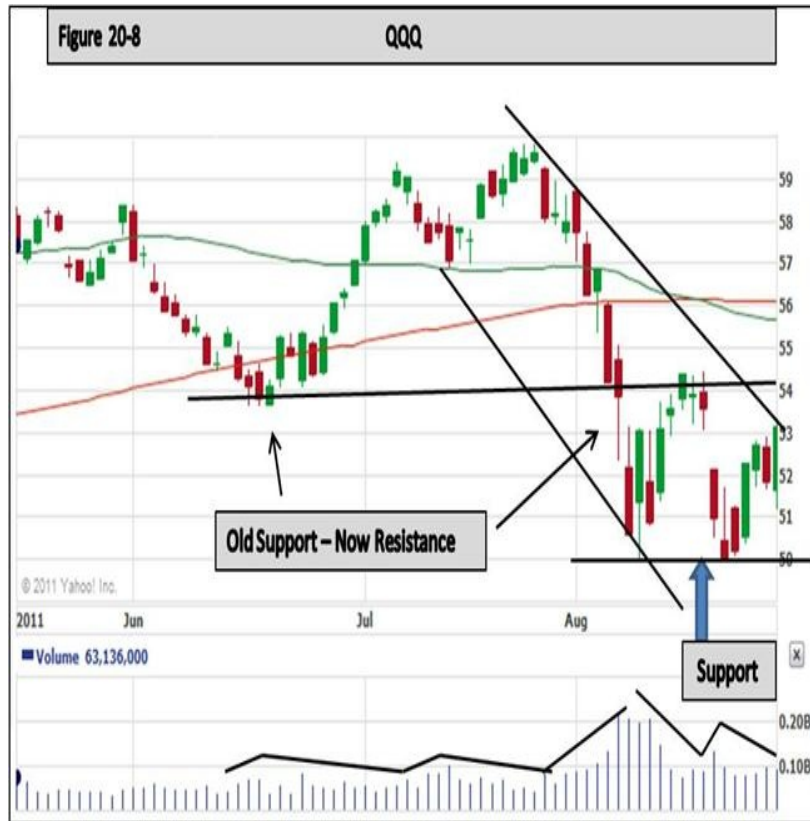 Figure 20-8 QQQ
59
58
57
56
55
54
53
52
51
50
Old Support – Now Resistance
© 2011 Yahoo! Inc.
2011 Jun Jul Aug
Volume 63,136,000
x
Support
0.20B
0.10B